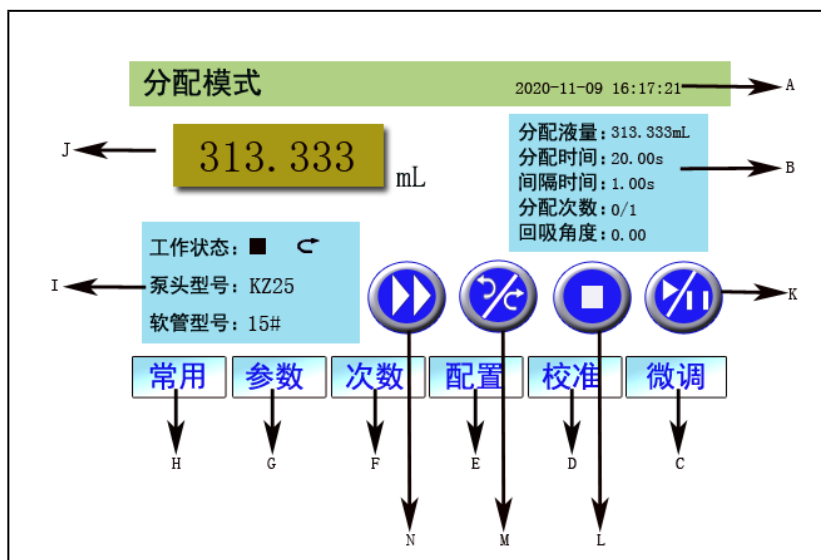 分配模式
2020-11-09 16:17:21
A
J
313.333
mL
分配液量:313.333mL
分配时间:20.00s
间隔时间:1.00s
分配次数:0/1
回吸角度:0.00
B
I
工作状态:
泵头型号: KZ25
软管型号: 15#
K
常用
参数
次数
配置
校准
微调
H
G
F
E
D
C
N
M
L